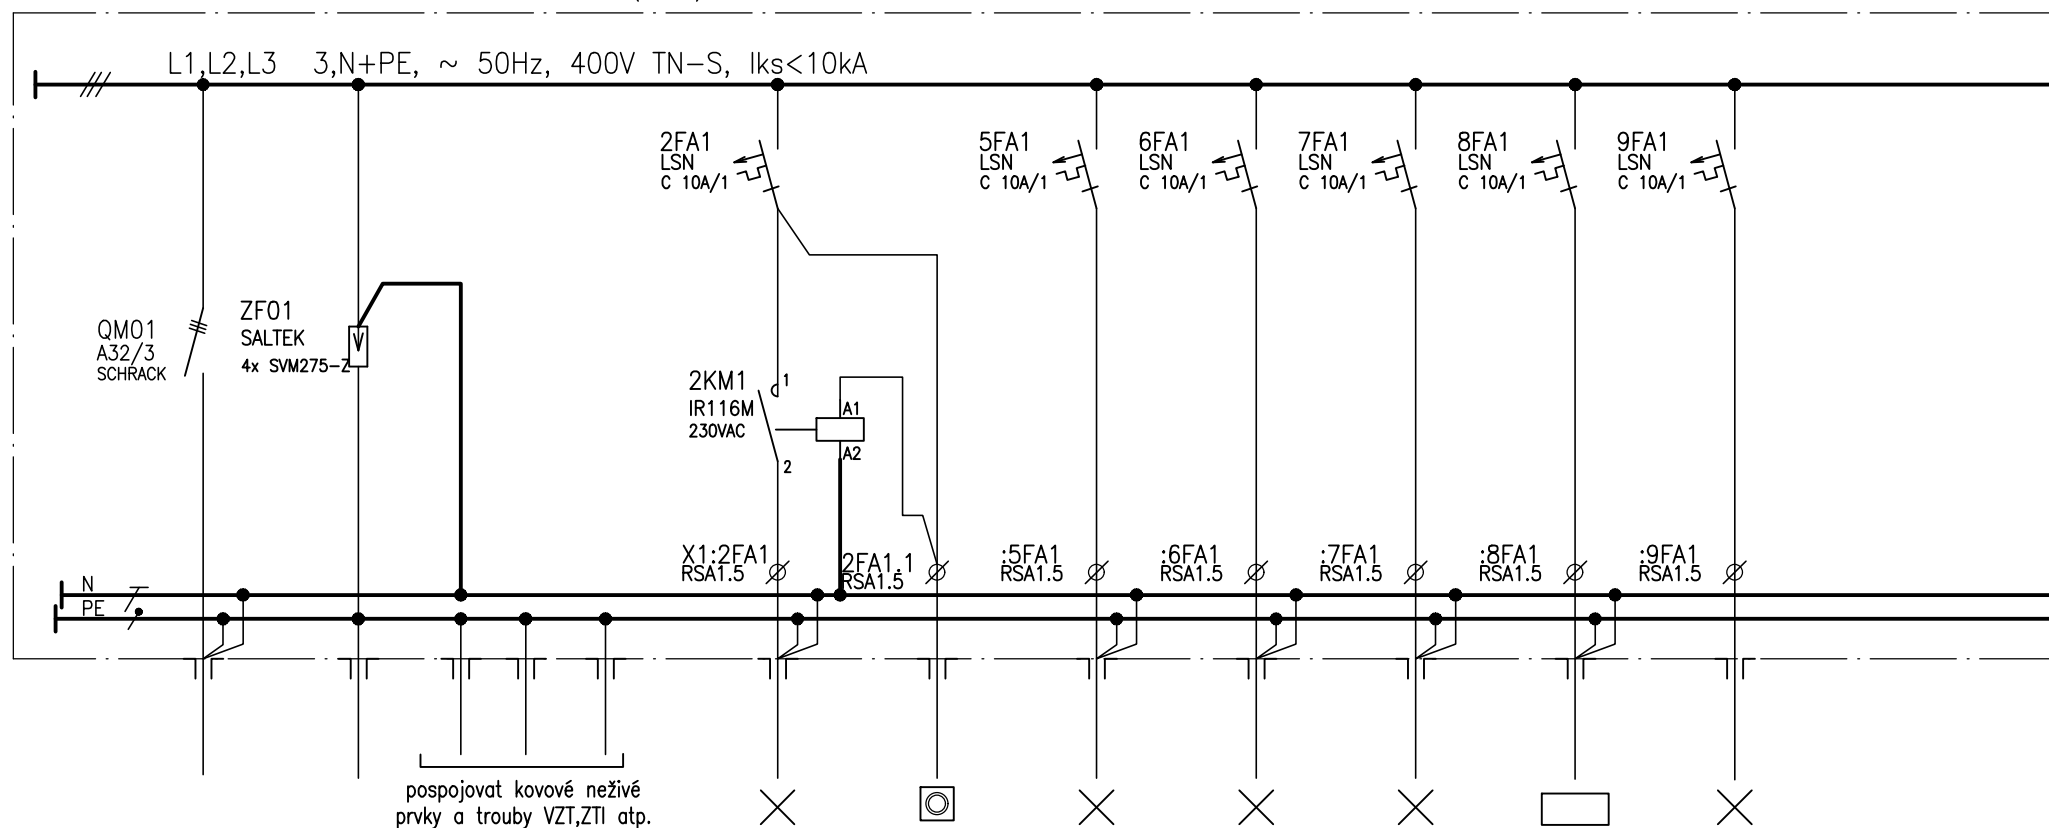 L1,L2,L3 3,N+PE, ~ 50Hz, 400V TN-S, Iks<10kA
2FA1
LSN
C 10A/1
5FA1
LSN
C 10A/1
6FA1
LSN
C 10A/1
7FA1
LSN
C 10A/1
8FA1
LSN
C 10A/1
9FA1
LSN
C 10A/1
QM01
A32/3
SCHRACK
ZF01
SALTEK
4x SVM275-Z
2KM1
IR116M
230VAC
1
2
A1
A2
X1:2FA1
RSA1.5
2FA1.1
RSA1.5
:5FA1
RSA1.5
:6FA1
RSA1.5
:7FA1
RSA1.5
:8FA1
RSA1.5
:9FA1
RSA1.5
N
PE
pospojovat kovové neživé
prvky a trouby VZT,ZTI atp.